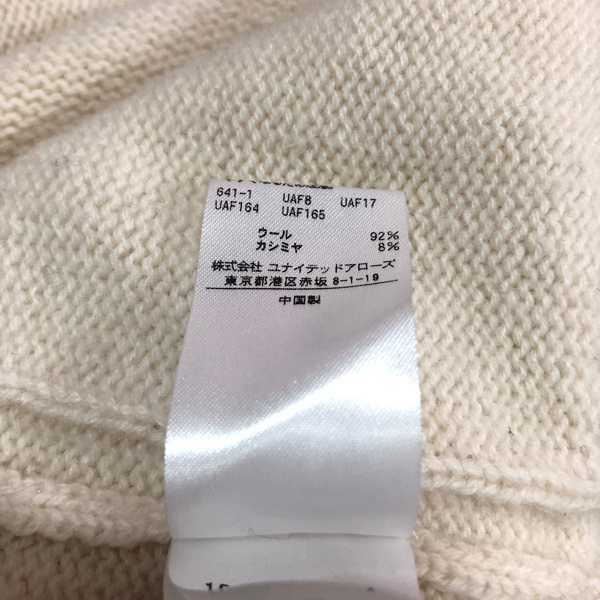 641-1 UAF8 UAF17
UAF164 UAF165
ウール 92%
カシミヤ 8%
株式会社 ユナイテッドアローズ
東京都港区赤坂 8-1-19
中国製